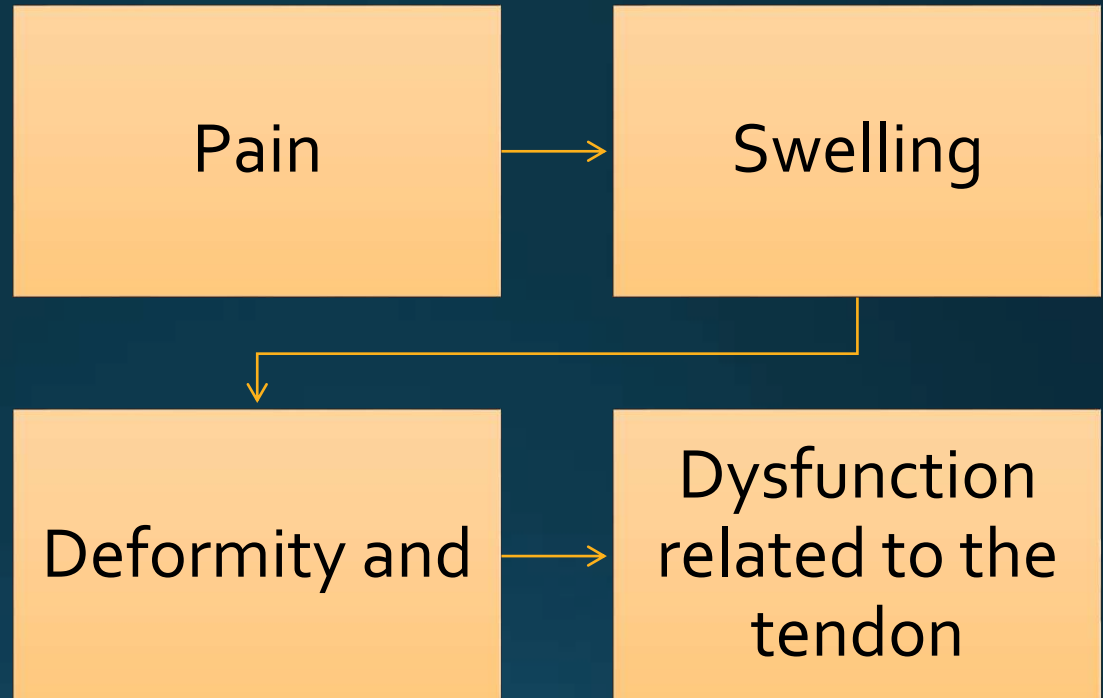 Pain
Swelling
Deformity and
Dysfunction
related to the
tendon